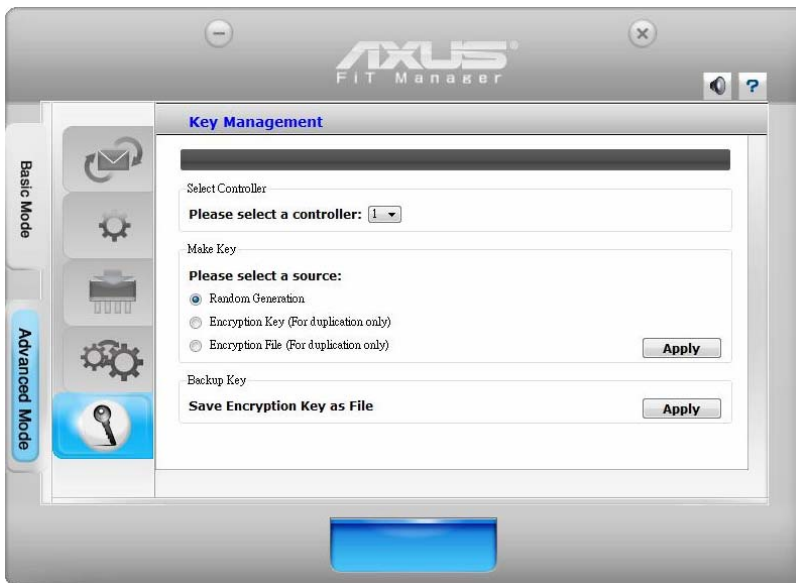 AXUS
FiT Manager
?
Key Management
Basic Mode
Advanced Mode
Select Controller
Please select a controller: 1
Make Key
Please select a source:
Random Generation
Encryption Key (For duplication only)
Encryption File (For duplication only)
Apply
Backup Key
Save Encryption Key as File
Apply